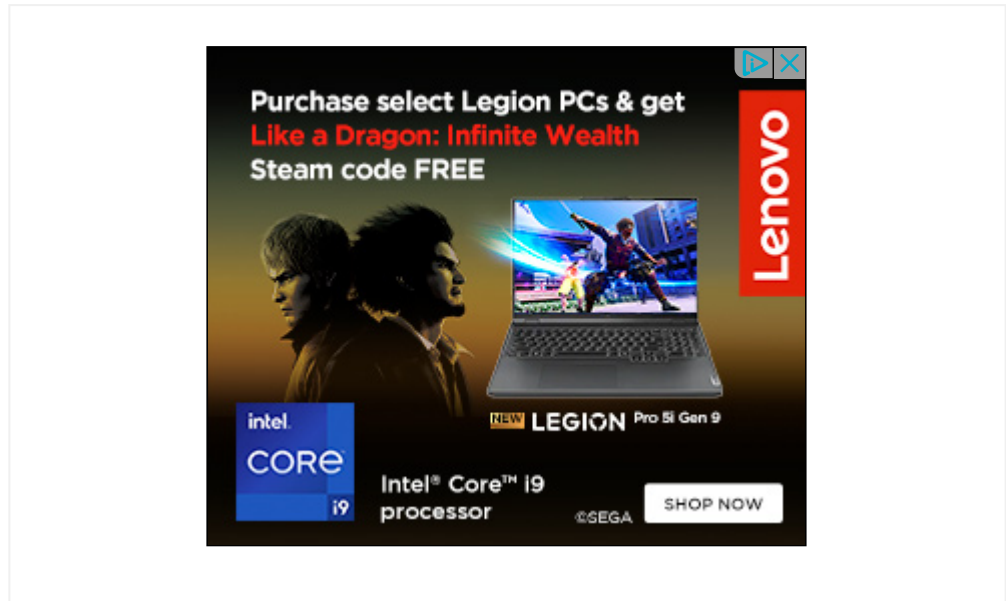 Purchase select Legion PCs & get
Like a Dragon: Infinite Wealth
Steam code FREE
Lenovo
NEW LEGION Pro 5i Gen 9
intel.
CORE
i9
Intel® Core™ i9
processor
©SEGA
SHOP NOW